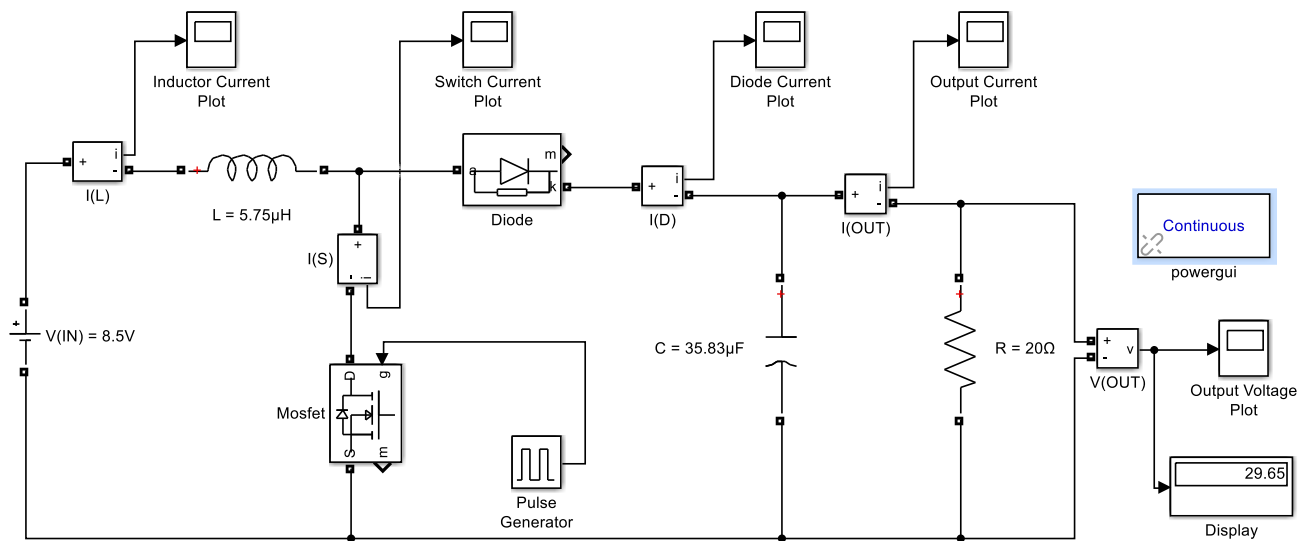 Inductor Current
Plot
Switch Current
Plot
Diode Current
Plot
Output Current
Plot
+
i
-
I(L)
+
L = 5.75µH
a
m
k
Diode
+
i
-
I(D)
+
i
-
I(OUT)
Continuous
powergui
I(S)
+
-
i
+
V(IN) = 8.5V
+
C = 35.83µF
+
R = 20Ω
+
-
v
V(OUT)
Output Voltage
Plot
Mosfet
D
g
S
m
Pulse
Generator
29.65
Display